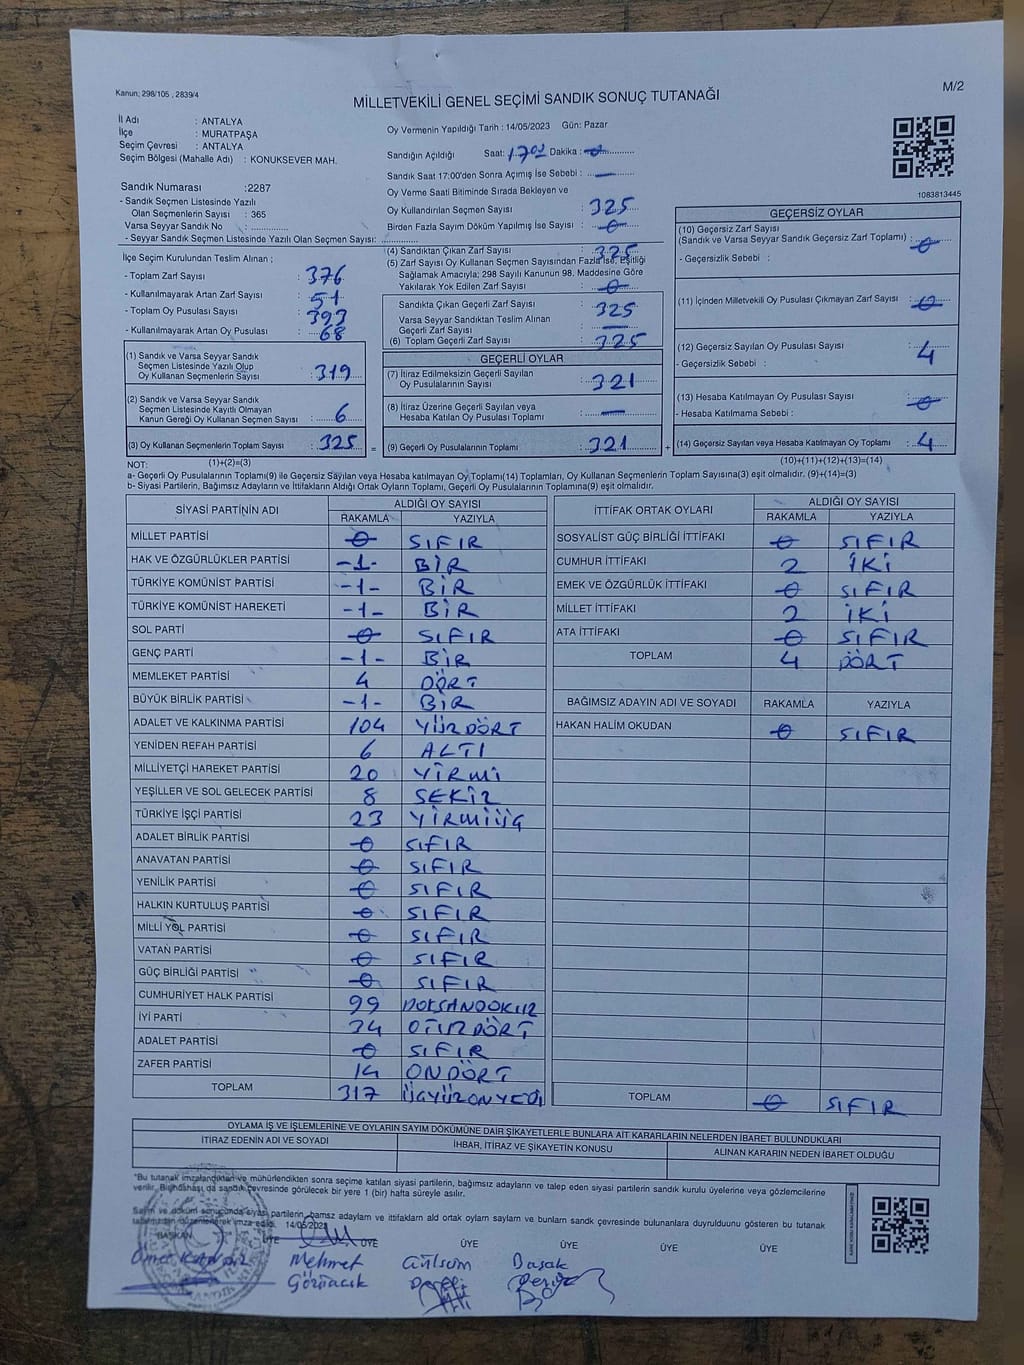 Kanun; 298/105 , 2839/4
M/2
MİLLETVEKİLİ GENEL SEÇİMİ SANDIK SONUÇ TUTANAĞI
İl Adı : ANTALYA
İlçe : MURATPAŞA
Seçim Çevresi : ANTALYA
Seçim Bölgesi (Mahalle Adı) : KONUKSEVER MAH.
Sandık Numarası :2287
- Sandık Seçmen Listesinde Yazılı
Olan Seçmenlerin Sayısı : 365
Varsa Seyyar Sandık No :
- Seyyar Sandık Seçmen Listesinde Yazılı Olan Seçmen Sayısı:
Oy Vermenin Yapıldığı Tarih : 14/05/2023 Gün: Pazar
Sandığın Açıldığı Saat: 17:00 Dakika : 0
Sandık Saat 17:00'den Sonra Açımış İse Sebebi : —
Oy Verme Saati Bitiminde Sırada Bekleyen ve
Oy Kullandırılan Seçmen Sayısı : 325
Birden Fazla Sayım Döküm Yapılmış İse Sayısı : 0
1083813445
İlçe Seçim Kurulundan Teslim Alınan ;
- Toplam Zarf Sayısı : 376
- Kullanılmayarak Artan Zarf Sayısı : 51
- Toplam Oy Pusulası Sayısı : 393
- Kullanılmayarak Artan Oy Pusulası : 68
(4) Sandıktan Çıkan Zarf Sayısı : 325
(5) Zarf Sayısı Oy Kullanan Seçmen Sayısından Fazla İse, Eşitliği
Sağlamak Amacıyla; 298 Sayılı Kanunun 98. Maddesine Göre
Yakılarak Yok Edilen Zarf Sayısı : 0
Sandıkta Çıkan Geçerli Zarf Sayısı : 325
Varsa Seyyar Sandıktan Teslim Alınan
Geçerli Zarf Sayısı : —
(6) Toplam Geçerli Zarf Sayısı : 325
GEÇERSİZ OYLAR
(10) Geçersiz Zarf Sayısı
(Sandık ve Varsa Seyyar Sandık Geçersiz Zarf Toplamı) : 0
- Geçersizlik Sebebi :
(11) İçinden Milletvekili Oy Pusulası Çıkmayan Zarf Sayısı : 0
(12) Geçersiz Sayılan Oy Pusulası Sayısı : 4
- Geçersizlik Sebebi :
(13) Hesaba Katılmayan Oy Pusulası Sayısı : 0
- Hesaba Katılmama Sebebi :
(14) Geçersiz Sayılan veya Hesaba Katılmayan Oy Toplamı : 4
(10)+(11)+(12)+(13)=(14)
(1) Sandık ve Varsa Seyyar Sandık
Seçmen Listesinde Yazılı Olup
Oy Kullanan Seçmenlerin Sayısı : 319
(2) Sandık ve Varsa Seyyar Sandık
Seçmen Listesinde Kayıtlı Olmayan
Kanun Gereği Oy Kullanan Seçmen Sayısı : 6
(3) Oy Kullanan Seçmenlerin Toplam Sayısı : 325 =
(1)+(2)=(3)
GEÇERLİ OYLAR
(7) İtiraz Edilmeksizin Geçerli Sayılan
Oy Pusulalarının Sayısı : 321
(8) İtiraz Üzerine Geçerli Sayılan veya
Hesaba Katılan Oy Pusulası Toplamı : —
(9) Geçerli Oy Pusulalarının Toplamı : 321 +
NOT:
a- Geçerli Oy Pusulalarının Toplamı(9) ile Geçersiz Sayılan veya Hesaba katılmayan Oy Toplamı(14) Toplamları, Oy Kullanan Seçmenlerin Toplam Sayısına(3) eşit olmalıdır. (9)+(14)=(3)
b- Siyasi Partilerin, Bağımsız Adayların ve İttifakların Aldığı Ortak Oyların Toplamı, Geçerli Oy Pusulalarının Toplamına(9) eşit olmalıdır.
SİYASİ PARTİNİN ADI ALDIĞI OY SAYISI
RAKAMLA YAZIYLA
MİLLET PARTİSİ 0 SIFIR
HAK VE ÖZGÜRLÜKLER PARTİSİ -1- BİR
TÜRKİYE KOMÜNİST PARTİSİ -1- BİR
TÜRKİYE KOMÜNİST HAREKETİ -1- BİR
SOL PARTİ 0 SIFIR
GENÇ PARTİ -1- BİR
MEMLEKET PARTİSİ 4 DÖRT
BÜYÜK BİRLİK PARTİSİ -1- BİR
ADALET VE KALKINMA PARTİSİ 104 YÜZDÖRT
YENİDEN REFAH PARTİSİ 6 ALTI
MİLLİYETÇİ HAREKET PARTİSİ 20 YİRMİ
YEŞİLLER VE SOL GELECEK PARTİSİ 8 SEKİZ
TÜRKİYE İŞÇİ PARTİSİ 23 YİRMİÜÇ
ADALET BİRLİK PARTİSİ 0 SIFIR
ANAVATAN PARTİSİ 0 SIFIR
YENİLİK PARTİSİ 0 SIFIR
HALKIN KURTULUŞ PARTİSİ 0 SIFIR
MİLLİ YOL PARTİSİ 0 SIFIR
VATAN PARTİSİ 0 SIFIR
GÜÇ BİRLİĞİ PARTİSİ 0 SIFIR
CUMHURİYET HALK PARTİSİ 99 DOKSANDOKUZ
İYİ PARTİ 34 OTUZDÖRT
ADALET PARTİSİ 0 SIFIR
ZAFER PARTİSİ 14 ONDÖRT
TOPLAM 317 ÜÇYÜZONYEDİ
İTTİFAK ORTAK OYLARI ALDIĞI OY SAYISI
RAKAMLA YAZIYLA
SOSYALİST GÜÇ BİRLİĞİ İTTİFAKI 0 SIFIR
CUMHUR İTTİFAKI 2 İKİ
EMEK VE ÖZGÜRLÜK İTTİFAKI 0 SIFIR
MİLLET İTTİFAKI 2 İKİ
ATA İTTİFAKI 0 SIFIR
TOPLAM 4 DÖRT
BAĞIMSIZ ADAYIN ADI VE SOYADI RAKAMLA YAZIYLA
HAKAN HALİM OKUDAN 0 SIFIR
TOPLAM 0 SIFIR
OYLAMA İŞ VE İŞLEMLERİNE VE OYLARIN SAYIM DÖKÜMÜNE DAİR ŞİKAYETLERLE BUNLARA AİT KARARLARIN NELERDEN İBARET BULUNDUKLARI
İTİRAZ EDENİN ADI VE SOYADI İHBAR, İTİRAZ VE ŞİKAYETİN KONUSU ALINAN KARARIN NEDEN İBARET OLDUĞU
"Bu tutanak imzalandıktan ve mühürlendikten sonra seçime katılan siyasi partilerin, bağımsız adayların ve talep eden siyasi partilerin sandık kurulu üyelerine veya gözlemcilerine
verilir. Bir nüshası da sandık çevresinde görülecek bir yere 1 (bir) hafta süreyle asılır.
Sayım ve döküm sonucunda siyasi partilerin, bamsz adaylarn ve ittifaklarn ald ortak oylarn saylarn ve bunlarn sandk çevresinde bulunanlara duyrulduunu gösteren bu tutanak
tarafmzdan düzenlenerek imza edildi. 14/05/2023
BAŞKAN ÜYE ÜYE ÜYE ÜYE ÜYE ÜYE ÜYE
Mehmet Gülsüm Başak